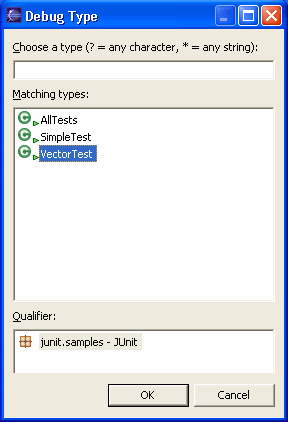 Debug Type
Choose a type (? = any character, * = any string):
Matching types:
AllTests
SimpleTest
VectorTest
Qualifier:
junit.samples - JUnit
OK
Cancel